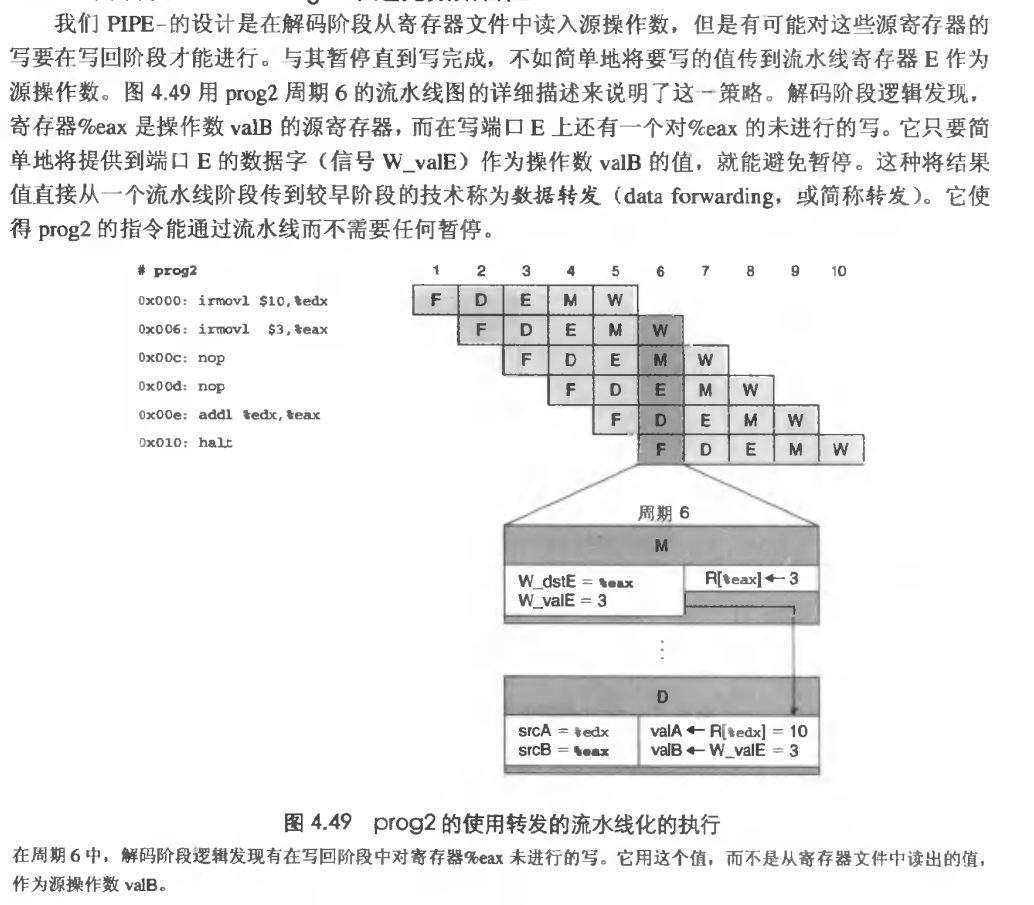 我们 PIPE-的设计是在解码阶段从寄存器文件中读入源操作数，但是有可能对这些源寄存器的
写要在写回阶段才能进行。与其暂停直到写完成，不如简单地将要写的值传到流水线寄存器 E 作为
源操作数。图 4.49 用 prog2 周期 6 的流水线图的详细描述来说明了这一策略。解码阶段逻辑发现，
寄存器%eax 是操作数 valB 的源寄存器，而在写端口 E 上还有一个对%eax 的未进行的写。它只要简
单地将提供到端口 E 的数据字（信号 W_valE）作为操作数 valB 的值，就能避免暂停。这种将结果
值直接从一个流水线阶段传到较早阶段的技术称为数据转发（data forwarding，或简称转发）。它使
得 prog2 的指令能通过流水线而不需要任何暂停。
# prog2 1 2 3 4 5 6 7 8 9 10
0x000: irmovl $10,%edx F D E M W
0x006: irmovl $3,%eax F D E M W
0x00c: nop F D E M W
0x00d: nop F D E M W
0x00e: addl %edx,%eax F D E M W
0x010: halt F D E M W
周期 6
M
W_dstE = %eax R[%eax] ← 3
W_valE = 3
⋮
D
srcA = %edx valA ← R[%edx] = 10
srcB = %eax valB ← W_valE = 3
图 4.49 prog2 的使用转发的流水线化的执行
在周期 6 中，解码阶段逻辑发现有在写回阶段中对寄存器%eax 未进行的写。它用这个值，而不是从寄存器文件中读出的值，
作为源操作数 valB。